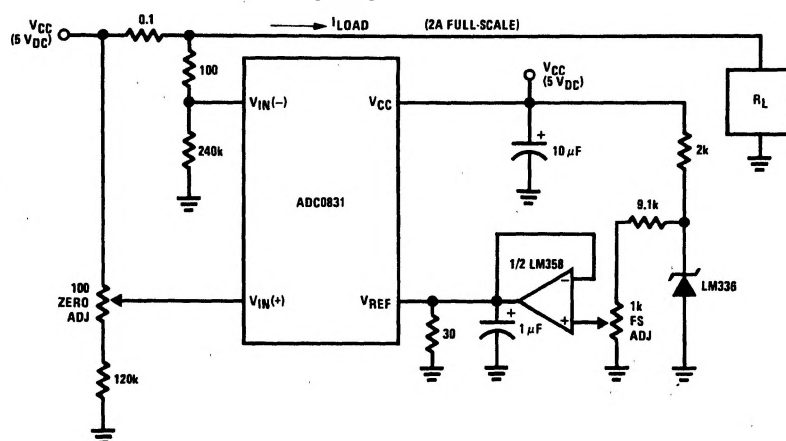 VCC
(5 VDC)
0.1
ILOAD
(2A FULL-SCALE)
100
240k
VIN(−)
VCC
VCC
(5 VDC)
RL
10 μF
2k
ADC0831
9.1k
1/2 LM358
LM336
100
ZERO
ADJ
VIN(+)
VREF
30
1 μF
1k
FS
ADJ
120k